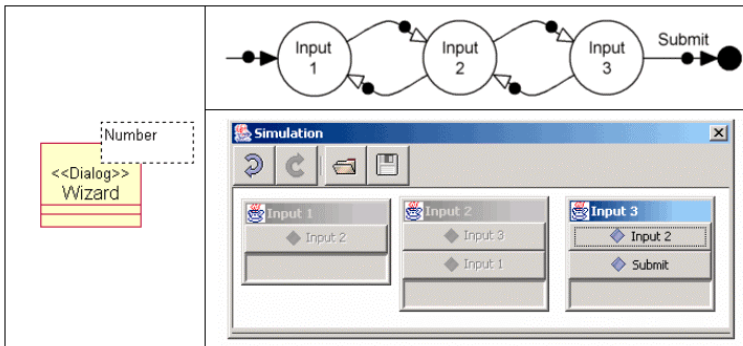 Number
<<Dialog>>
Wizard
Input
1
Input
2
Input
3
Submit
Simulation
Input 1
Input 2
Input 2
Input 3
Input 1
Input 3
Input 2
Submit